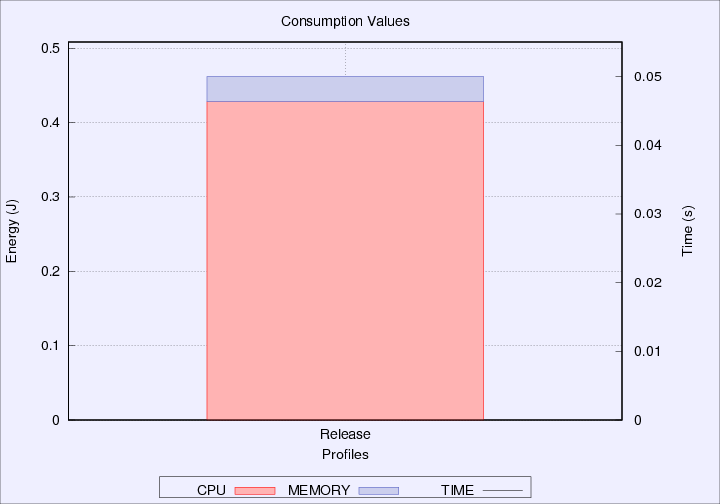 Consumption Values
0.5
0.4
0.3
0.2
0.1
0
Energy (J)
0.05
0.04
0.03
0.02
0.01
0
Time (s)
Release
Profiles
CPU MEMORY TIME